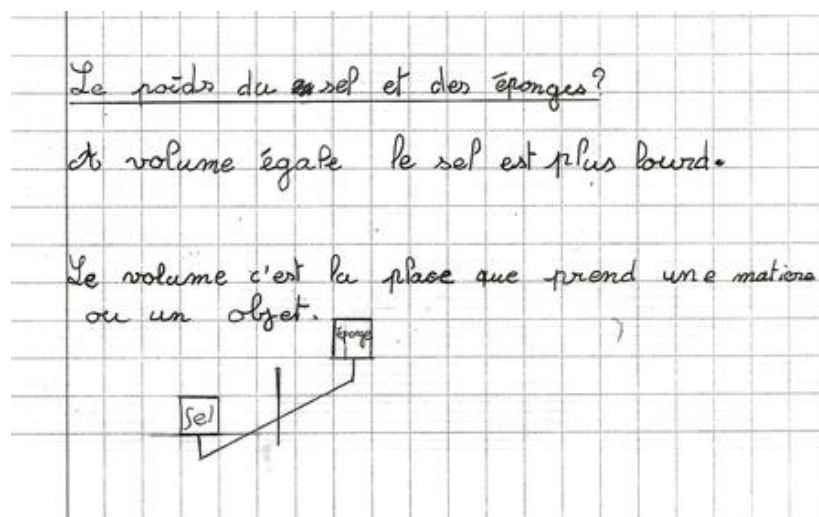 Le poids du sel et des éponges?
A volume égale le sel est plus lourd.
Le volume c'est la place que prend une matière
ou un objet.
éponge
Sel